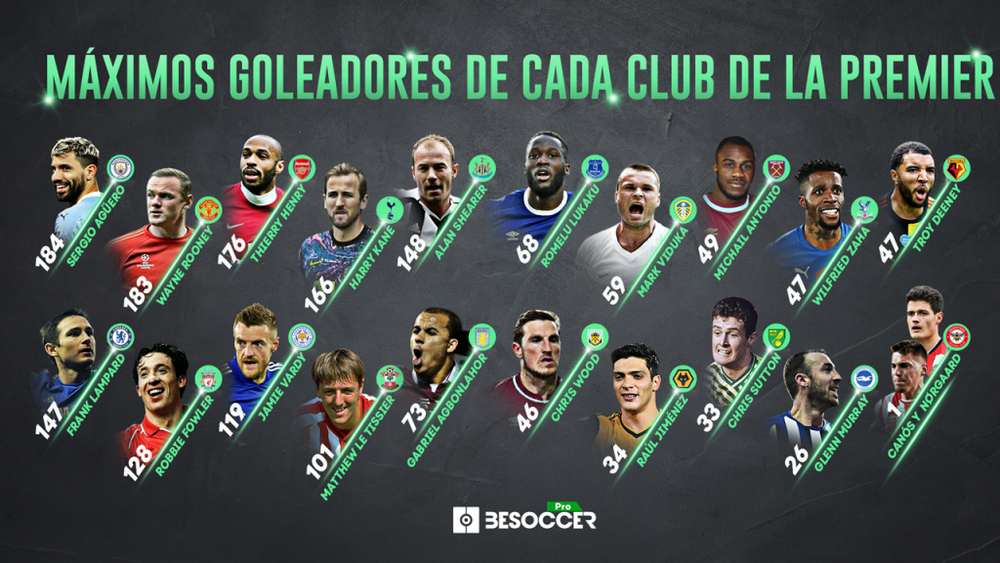 MÁXIMOS GOLEADORES DE CADA CLUB DE LA PREMIER
184 SERGIO AGÜERO
183 WAYNE ROONEY
176 THIERRY HENRY
166 HARRY KANE
148 ALAN SHEARER
68 ROMELU LUKAKU
59 MARK VIDUKA
49 MICHAIL ANTONIO
47 WILFRIED ZAHA
47 TROY DEENEY
147 FRANK LAMPARD
128 ROBBIE FOWLER
119 JAMIE VARDY
101 MATTHEW LE TISSIER
73 GABRIEL AGBONLAHOR
46 CHRIS WOOD
34 RAÚL JIMÉNEZ
33 CHRIS SUTTON
26 GLENN MURRAY
1 CANÓS Y NORGAARD
Pro
BESOCCER